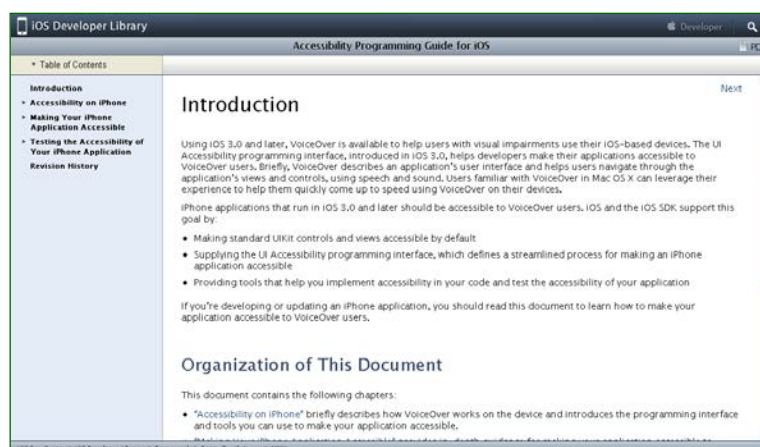 iOS Developer Library
Developer
Accessibility Programming Guide for iOS
Table of Contents
Introduction
Accessibility on iPhone
Making Your iPhone
Application Accessible
Testing the Accessibility of
Your iPhone Application
Revision History
Next
Introduction
Using iOS 3.0 and later, VoiceOver is available to help users with visual impairments use their iOS-based devices. The UI
Accessibility programming interface, introduced in iOS 3.0, helps developers make their applications accessible to
VoiceOver users. Briefly, VoiceOver describes an application's user interface and helps users navigate through the
application's views and controls, using speech and sound. Users familiar with VoiceOver in Mac OS X can leverage their
experience to help them quickly come up to speed using VoiceOver on their devices.
iPhone applications that run in iOS 3.0 and later should be accessible to VoiceOver users. iOS and the iOS SDK support this
goal by:
• Making standard UIKit controls and views accessible by default
• Supplying the UI Accessibility programming interface, which defines a streamlined process for making an iPhone
application accessible
• Providing tools that help you implement accessibility in your code and test the accessibility of your application
If you're developing or updating an iPhone application, you should read this document to learn how to make your
application accessible to VoiceOver users.
Organization of This Document
This document contains the following chapters:
• "Accessibility on iPhone" briefly describes how VoiceOver works on the device and introduces the programming interface
and tools you can use to make your application accessible.